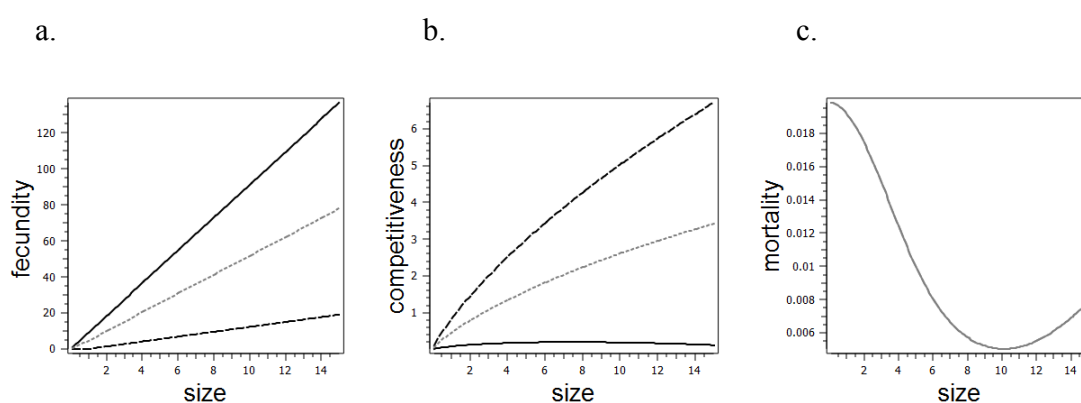 a.
b.
c.
fecundity
120
100
80
60
40
20
0
2 4 6 8 10 12 14
size
competitiveness
6
5
4
3
2
1
2 4 6 8 10 12 14
size
mortality
0.018
0.016
0.014
0.012
0.01
0.008
0.006
2 4 6 8 10 12 14
size